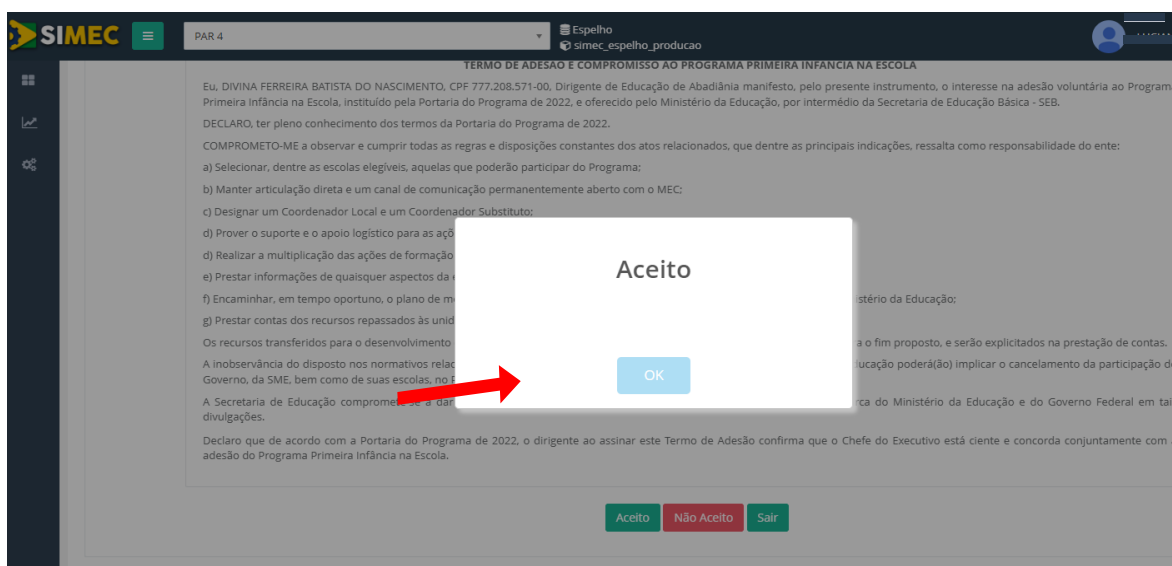 SIMEC
PAR 4
Espelho
simec_espelho_producao
TERMO DE ADESÃO E COMPROMISSO AO PROGRAMA PRIMEIRA INFÂNCIA NA ESCOLA
Eu, DIVINA FERREIRA BATISTA DO NASCIMENTO, CPF 777.208.571-00, Dirigente de Educação de Abadiânia manifesto, pelo presente instrumento, o interesse na adesão voluntária ao Program
Primeira Infância na Escola, instituído pela Portaria do Programa de 2022, e oferecido pelo Ministério da Educação, por intermédio da Secretaria de Educação Básica - SEB.
DECLARO, ter pleno conhecimento dos termos da Portaria do Programa de 2022.
COMPROMETO-ME a observar e cumprir todas as regras e disposições constantes dos atos relacionados, que dentre as principais indicações, ressalta como responsabilidade do ente:
a) Selecionar, dentre as escolas elegíveis, aquelas que poderão participar do Programa;
b) Manter articulação direta e um canal de comunicação permanentemente aberto com o MEC;
c) Designar um Coordenador Local e um Coordenador Substituto;
d) Prover o suporte e o apoio logístico para as açõ
d) Realizar a multiplicação das ações de formação
e) Prestar informações de quaisquer aspectos da
f) Encaminhar, em tempo oportuno, o plano de m istério da Educação;
g) Prestar contas dos recursos repassados às unid
Os recursos transferidos para o desenvolvimento a o fim proposto, e serão explicitados na prestação de contas.
A inobservância do disposto nos normativos relac ucação poderá(ão) implicar o cancelamento da participação d
Governo, da SME, bem como de suas escolas, no
A Secretaria de Educação compromete-se a dar rca do Ministério da Educação e do Governo Federal em tai
divulgações.
Declaro que de acordo com a Portaria do Programa de 2022, o dirigente ao assinar este Termo de Adesão confirma que o Chefe do Executivo está ciente e concorda conjuntamente com
adesão do Programa Primeira Infância na Escola.
Aceito
OK
Aceito
Não Aceito
Sair